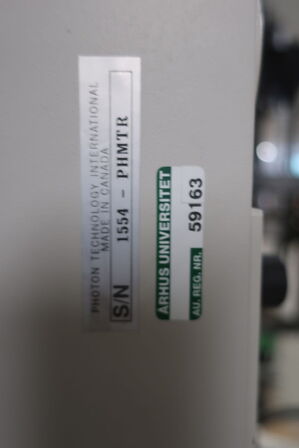 PHOTON TECHNOLOGY INTERNATIONAL
MADE IN CANADA
S/N 1554 - PHMTR
ÅRHUS UNIVERSITET
AU. REG. NR. 59163